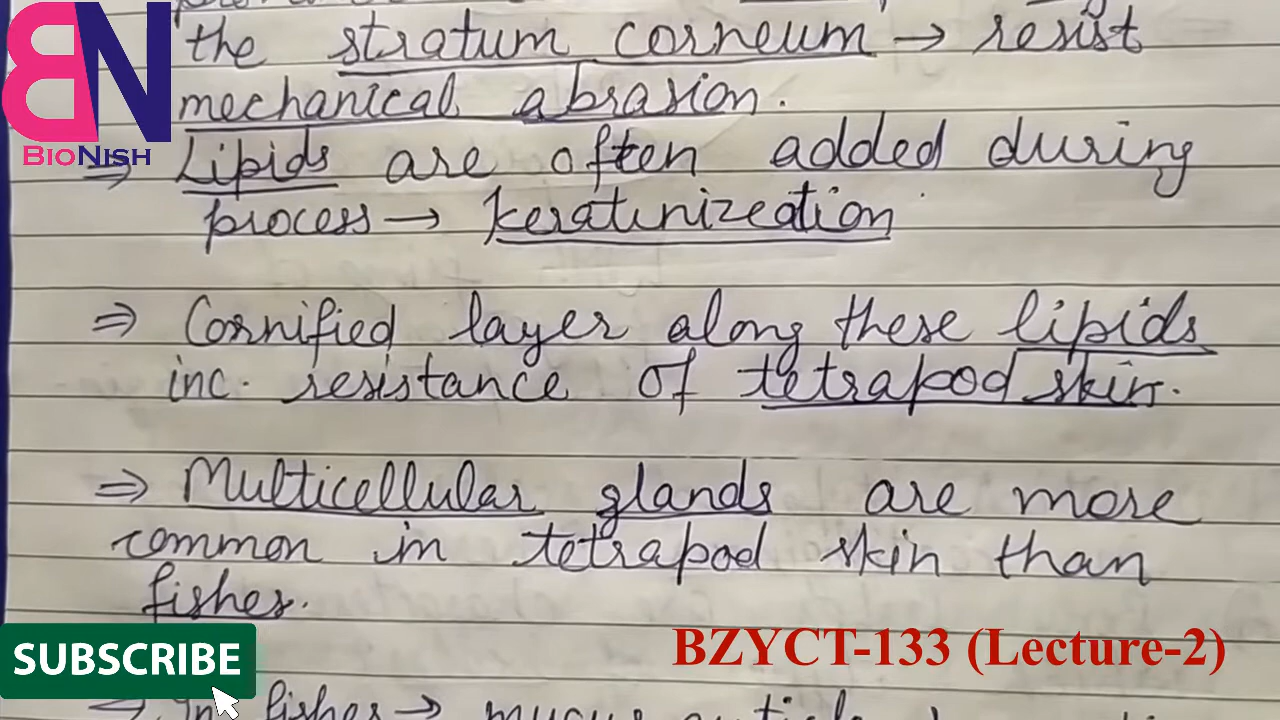 BN
BIONISH
the stratum corneum → resist
mechanical abrasion.
⇒ Lipids are often added during
process → keratinization
⇒ Cornified layer along these lipids
inc. resistance of tetrapod skin.
⇒ Multicellular glands are more
common in tetrapod skin than
fishes.
SUBSCRIBE
BZYCT-133 (Lecture-2)
→ In fishes → mucus